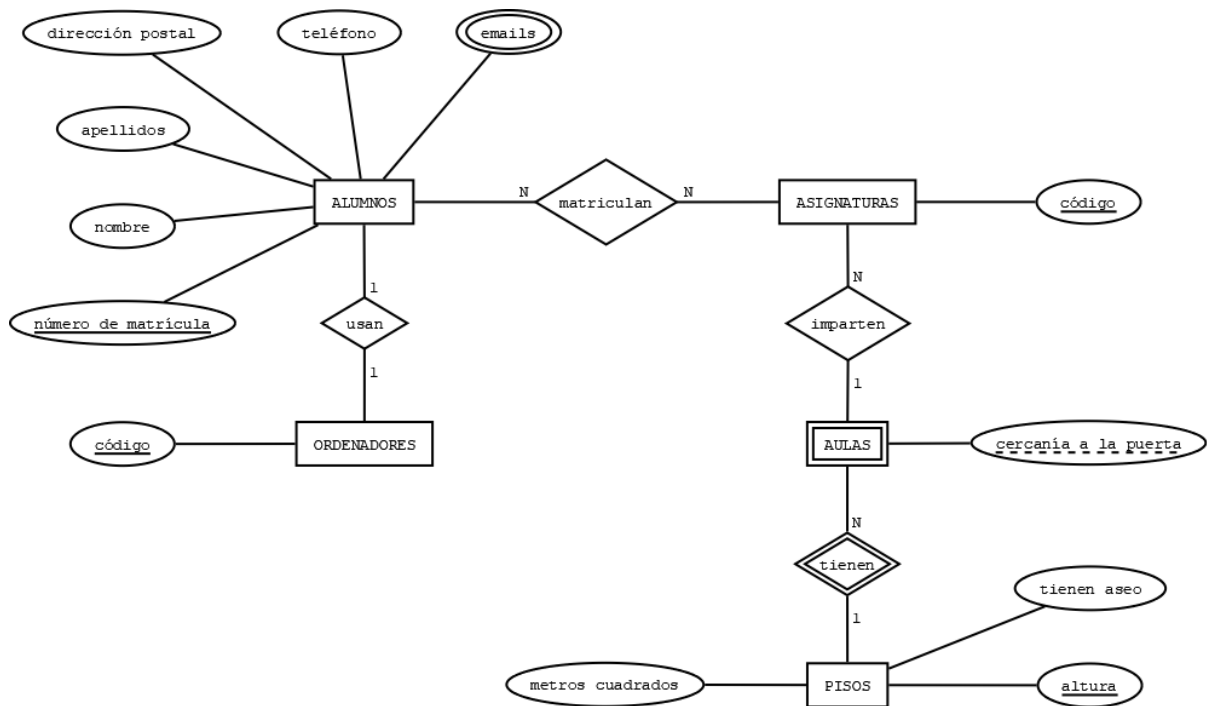 dirección postal
teléfono
emails
apellidos
ALUMNOS
N
matriculan
N
ASIGNATURAS
código
nombre
número de matrícula
1
usan
1
N
imparten
1
código
ORDENADORES
AULAS
cercanía a la puerta
N
tienen
1
tienen aseo
metros cuadrados
PISOS
altura